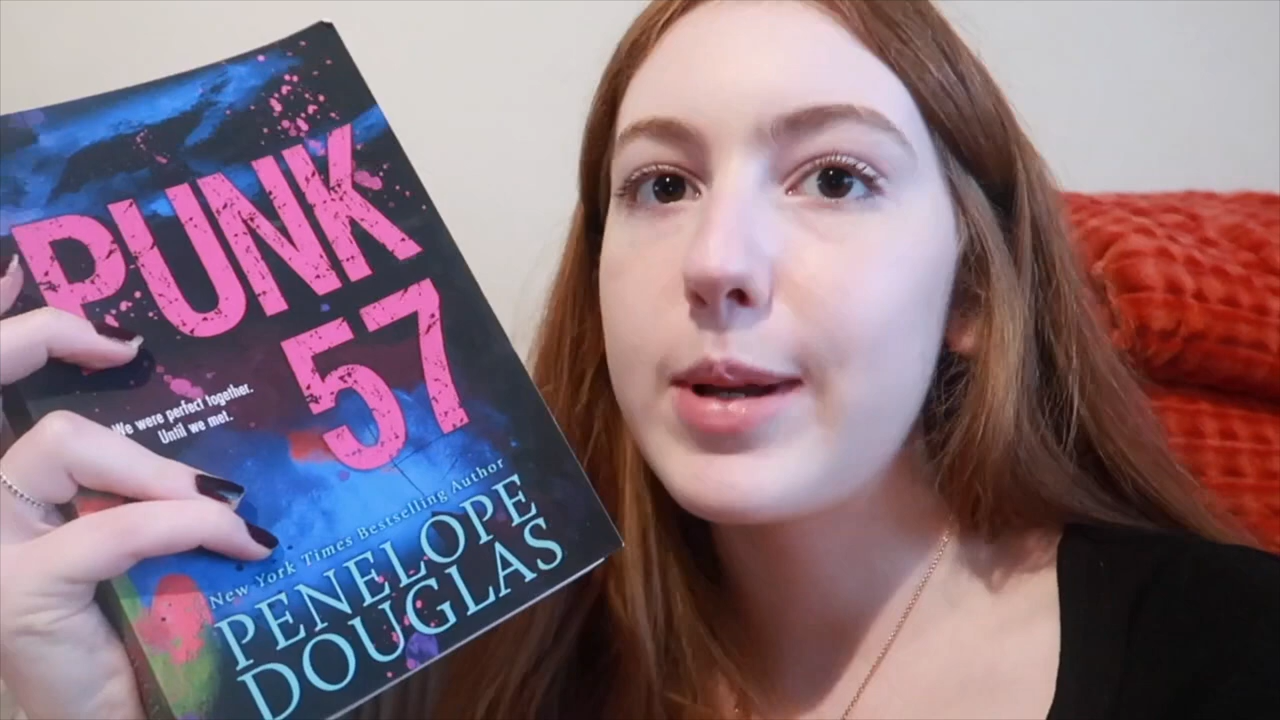 PUNK
57
We were perfect together.
Until we met.
New York Times Bestselling Author
PENELOPE
DOUGLAS